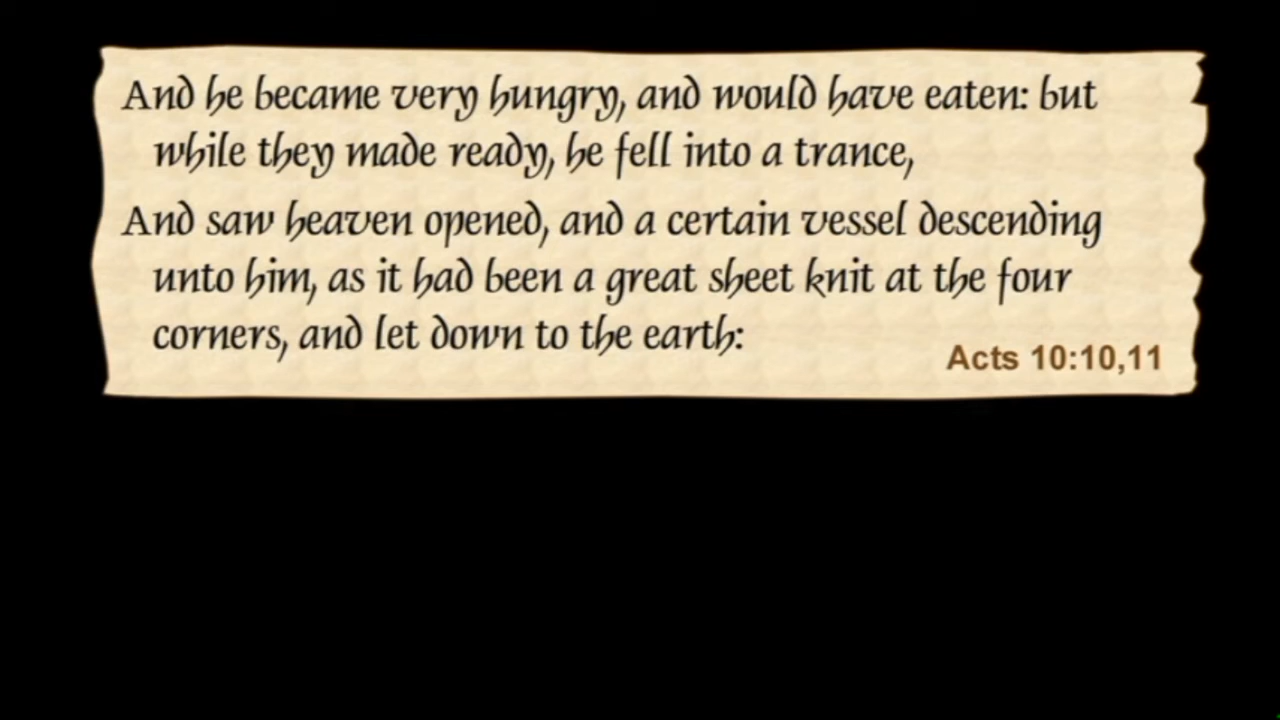 And he became very hungry, and would have eaten: but
while they made ready, he fell into a trance,
And saw heaven opened, and a certain vessel descending
unto him, as it had been a great sheet knit at the four
corners, and let down to the earth:
Acts 10:10,11